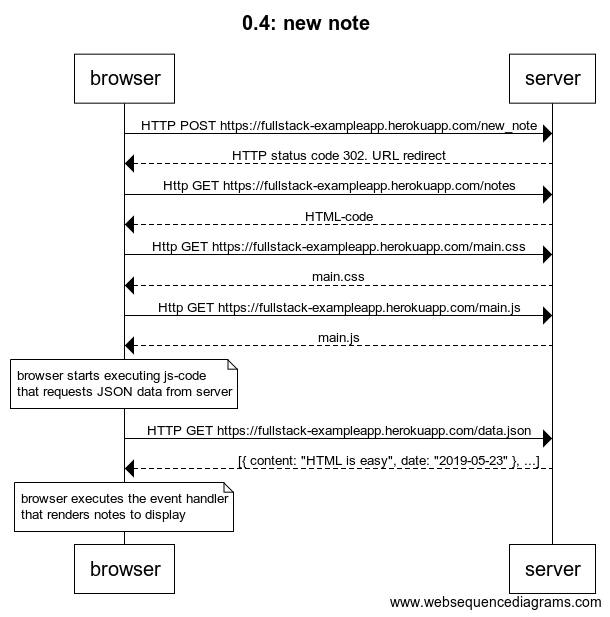 0.4: new note
browser
server
HTTP POST https://fullstack-exampleapp.herokuapp.com/new_note
HTTP status code 302. URL redirect
Http GET https://fullstack-exampleapp.herokuapp.com/notes
HTML-code
Http GET https://fullstack-exampleapp.herokuapp.com/main.css
main.css
Http GET https://fullstack-exampleapp.herokuapp.com/main.js
main.js
browser starts executing js-code
that requests JSON data from server
HTTP GET https://fullstack-exampleapp.herokuapp.com/data.json
[{ content: "HTML is easy", date: "2019-05-23" }, ...]
browser executes the event handler
that renders notes to display
browser
server
www.websequencediagrams.com